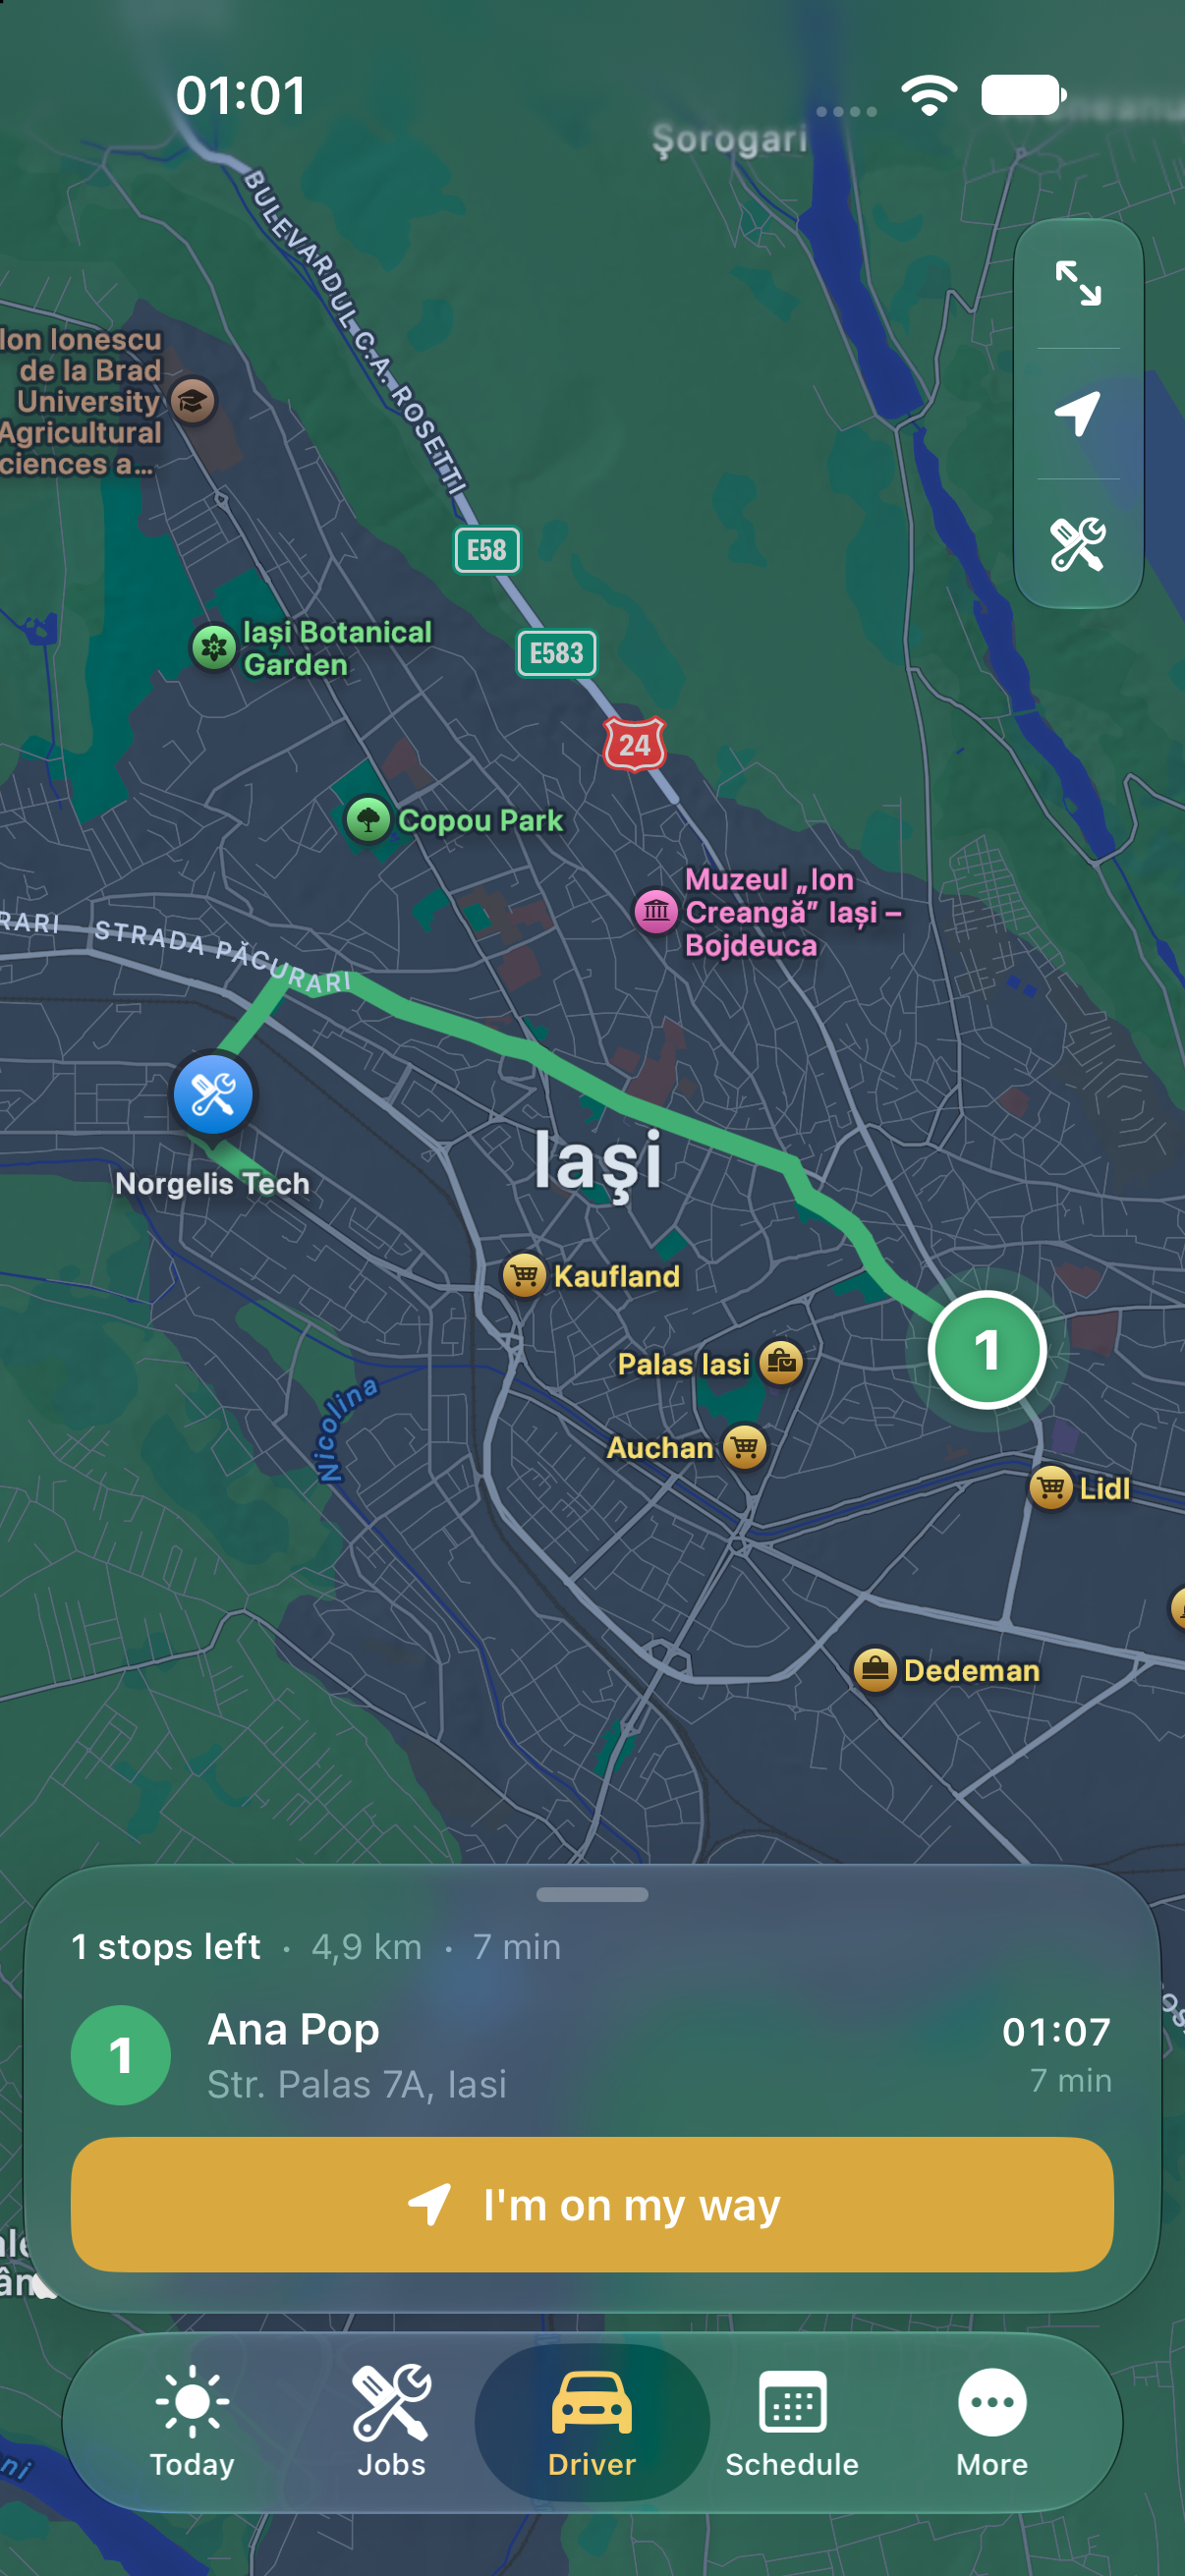 01:01
Şorogari
BULEVARDUL C.A. ROSETTI
Ion Ionescu
de la Brad
University
Agricultural
ciences a...
E58
Iași Botanical
Garden
E583
24
Copou Park
Muzeul „Ion
Creangă” Iași –
Bojdeuca
RARI
STRADA PĂCURARI
Iaşi
Norgelis Tech
Kaufland
Palas Iasi
1
Nicolina
Auchan
Lidl
Dedeman
1 stops left · 4,9 km · 7 min
1
Ana Pop
01:07
Str. Palas 7A, Iasi
7 min
I'm on my way
Today
Jobs
Driver
Schedule
More